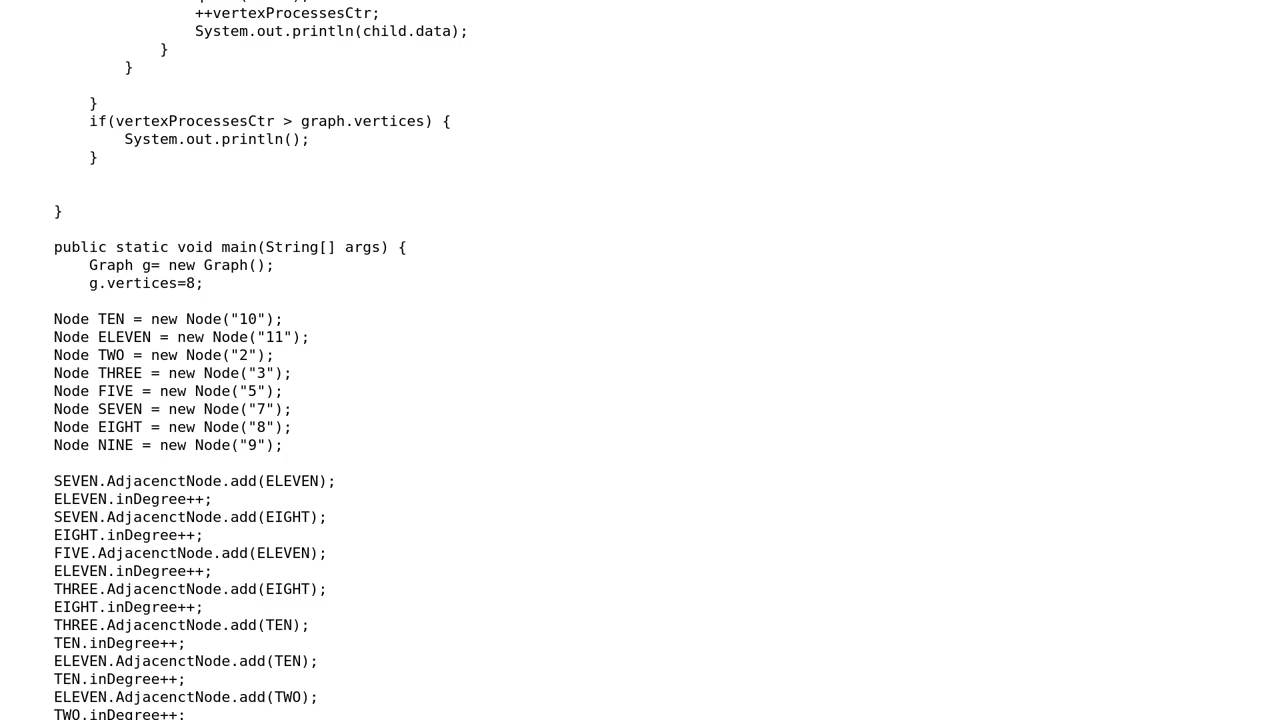 ++vertexProcessesCtr;
System.out.println(child.data);
}
}
}
if(vertexProcessesCtr > graph.vertices) {
System.out.println();
}
}
public static void main(String[] args) {
Graph g= new Graph();
g.vertices=8;
Node TEN = new Node("10");
Node ELEVEN = new Node("11");
Node TWO = new Node("2");
Node THREE = new Node("3");
Node FIVE = new Node("5");
Node SEVEN = new Node("7");
Node EIGHT = new Node("8");
Node NINE = new Node("9");
SEVEN.AdjacenctNode.add(ELEVEN);
ELEVEN.inDegree++;
SEVEN.AdjacenctNode.add(EIGHT);
EIGHT.inDegree++;
FIVE.AdjacenctNode.add(ELEVEN);
ELEVEN.inDegree++;
THREE.AdjacenctNode.add(EIGHT);
EIGHT.inDegree++;
THREE.AdjacenctNode.add(TEN);
TEN.inDegree++;
ELEVEN.AdjacenctNode.add(TEN);
TEN.inDegree++;
ELEVEN.AdjacenctNode.add(TWO);
TWO.inDegree++;